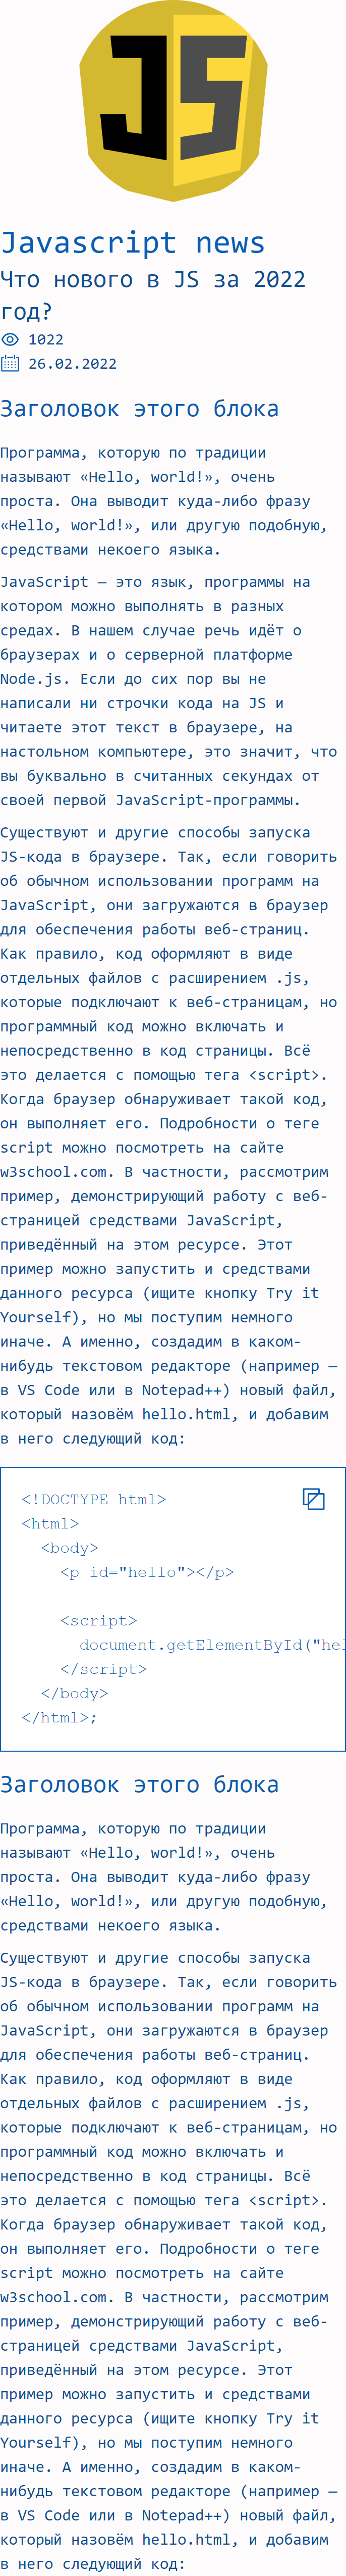 JS
Javascript news
Что нового в JS за 2022
год?
1022
26.02.2022
Заголовок этого блока
Программа, которую по традиции
называют «Hello, world!», очень
проста. Она выводит куда-либо фразу
«Hello, world!», или другую подобную,
средствами некоего языка.
JavaScript — это язык, программы на
котором можно выполнять в разных
средах. В нашем случае речь идёт о
браузерах и о серверной платформе
Node.js. Если до сих пор вы не
написали ни строчки кода на JS и
читаете этот текст в браузере, на
настольном компьютере, это значит, что
вы буквально в считанных секундах от
своей первой JavaScript-программы.
Существуют и другие способы запуска
JS-кода в браузере. Так, если говорить
об обычном использовании программ на
JavaScript, они загружаются в браузер
для обеспечения работы веб-страниц.
Как правило, код оформляют в виде
отдельных файлов с расширением .js,
которые подключают к веб-страницам, но
программный код можно включать и
непосредственно в код страницы. Всё
это делается с помощью тега <script>.
Когда браузер обнаруживает такой код,
он выполняет его. Подробности о теге
script можно посмотреть на сайте
w3school.com. В частности, рассмотрим
пример, демонстрирующий работу с веб-
страницей средствами JavaScript,
приведённый на этом ресурсе. Этот
пример можно запустить и средствами
данного ресурса (ищите кнопку Try it
Yourself), но мы поступим немного
иначе. А именно, создадим в каком-
нибудь текстовом редакторе (например —
в VS Code или в Notepad++) новый файл,
который назовём hello.html, и добавим
в него следующий код:
<!DOCTYPE html>
<html>
<body>
<p id="hello"></p>
<script>
document.getElementById("hel
</script>
</body>
</html>;
Заголовок этого блока
Программа, которую по традиции
называют «Hello, world!», очень
проста. Она выводит куда-либо фразу
«Hello, world!», или другую подобную,
средствами некоего языка.
Существуют и другие способы запуска
JS-кода в браузере. Так, если говорить
об обычном использовании программ на
JavaScript, они загружаются в браузер
для обеспечения работы веб-страниц.
Как правило, код оформляют в виде
отдельных файлов с расширением .js,
которые подключают к веб-страницам, но
программный код можно включать и
непосредственно в код страницы. Всё
это делается с помощью тега <script>.
Когда браузер обнаруживает такой код,
он выполняет его. Подробности о теге
script можно посмотреть на сайте
w3school.com. В частности, рассмотрим
пример, демонстрирующий работу с веб-
страницей средствами JavaScript,
приведённый на этом ресурсе. Этот
пример можно запустить и средствами
данного ресурса (ищите кнопку Try it
Yourself), но мы поступим немного
иначе. А именно, создадим в каком-
нибудь текстовом редакторе (например —
в VS Code или в Notepad++) новый файл,
который назовём hello.html, и добавим
в него следующий код: